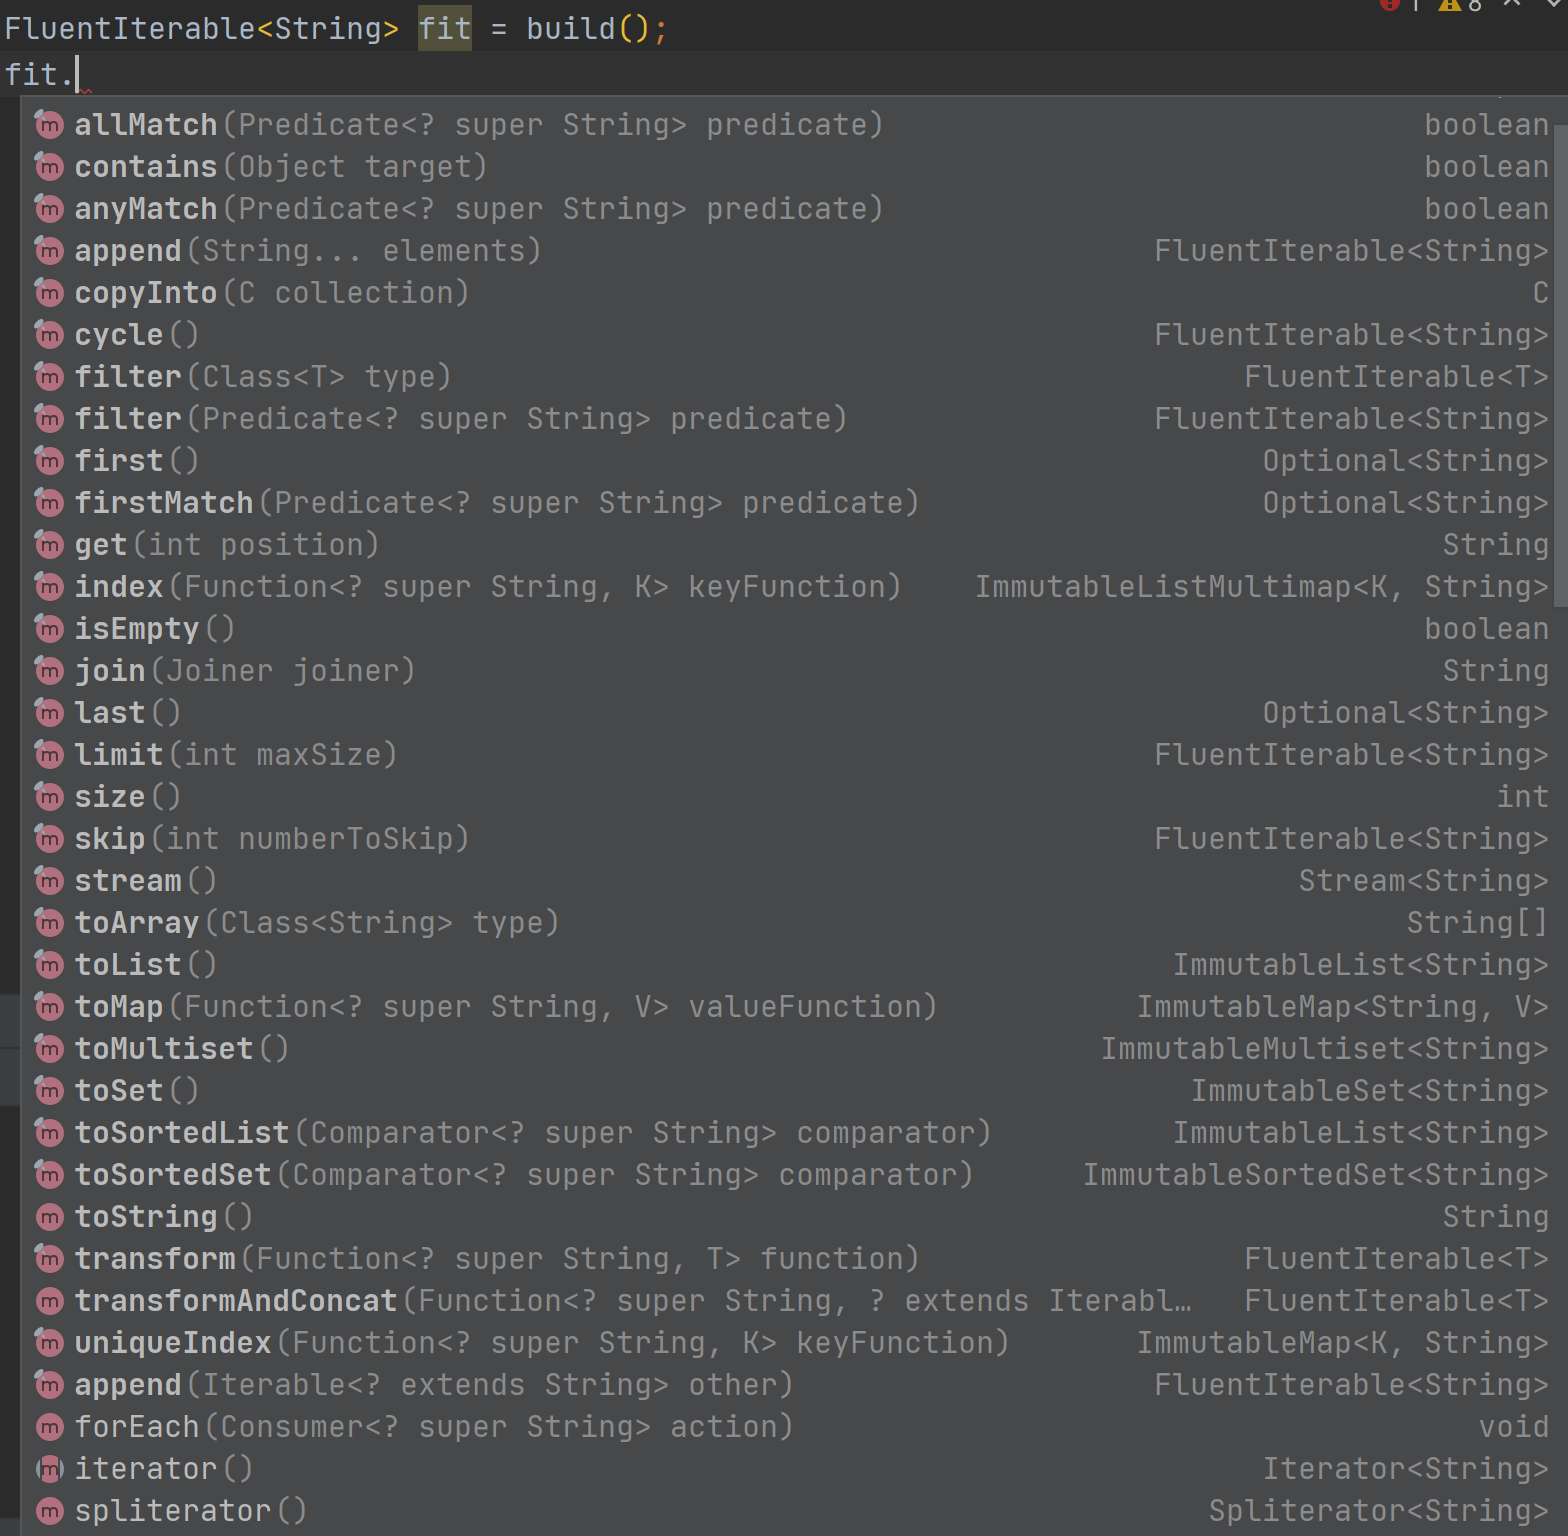 1 8
FluentIterable<String> fit = build();
fit.
allMatch(Predicate<? super String> predicate) boolean
contains(Object target) boolean
anyMatch(Predicate<? super String> predicate) boolean
append(String... elements) FluentIterable<String>
copyInto(C collection) C
cycle() FluentIterable<String>
filter(Class<T> type) FluentIterable<T>
filter(Predicate<? super String> predicate) FluentIterable<String>
first() Optional<String>
firstMatch(Predicate<? super String> predicate) Optional<String>
get(int position) String
index(Function<? super String, K> keyFunction) ImmutableListMultimap<K, String>
isEmpty() boolean
join(Joiner joiner) String
last() Optional<String>
limit(int maxSize) FluentIterable<String>
size() int
skip(int numberToSkip) FluentIterable<String>
stream() Stream<String>
toArray(Class<String> type) String[]
toList() ImmutableList<String>
toMap(Function<? super String, V> valueFunction) ImmutableMap<String, V>
toMultiset() ImmutableMultiset<String>
toSet() ImmutableSet<String>
toSortedList(Comparator<? super String> comparator) ImmutableList<String>
toSortedSet(Comparator<? super String> comparator) ImmutableSortedSet<String>
toString() String
transform(Function<? super String, T> function) FluentIterable<T>
transformAndConcat(Function<? super String, ? extends Iterabl… FluentIterable<T>
uniqueIndex(Function<? super String, K> keyFunction) ImmutableMap<K, String>
append(Iterable<? extends String> other) FluentIterable<String>
forEach(Consumer<? super String> action) void
iterator() Iterator<String>
spliterator() Spliterator<String>